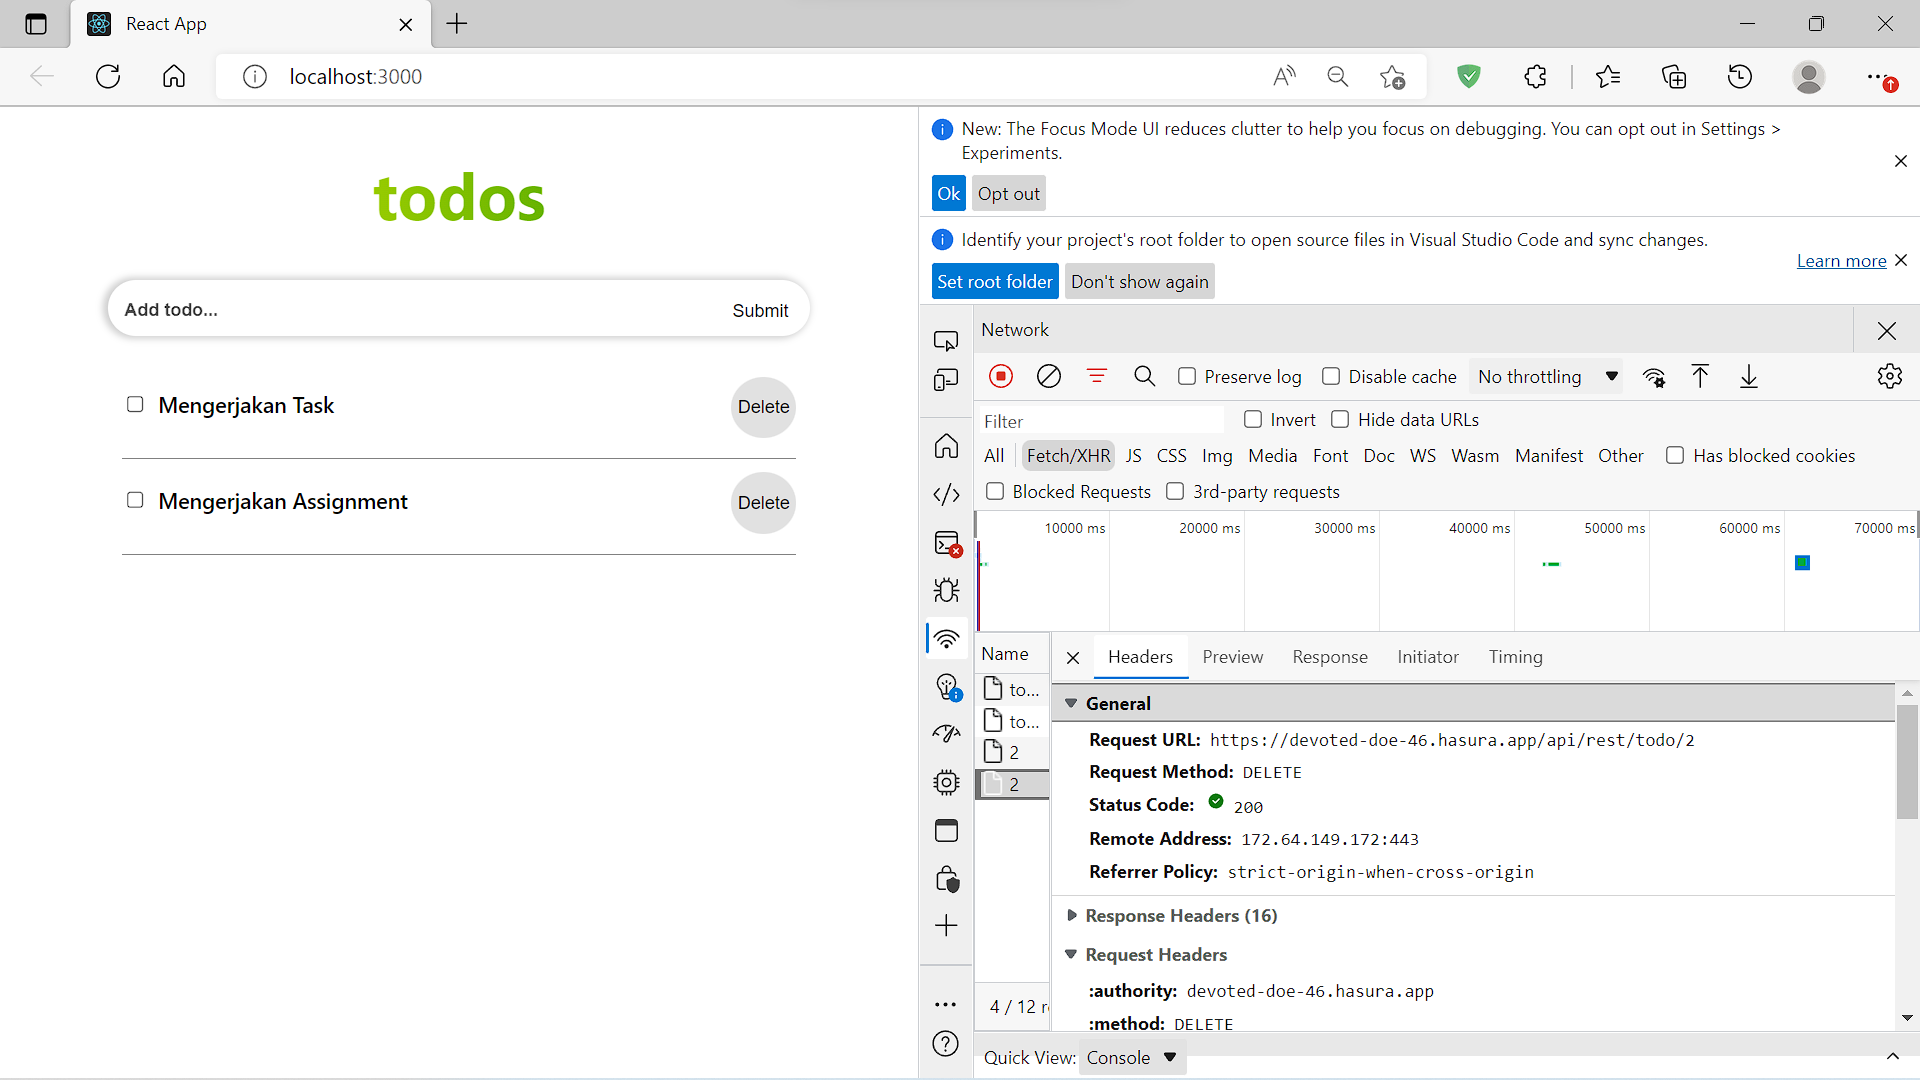 React App
localhost:3000
todos
Add todo...
Submit
Mengerjakan Task
Delete
Mengerjakan Assignment
Delete
New: The Focus Mode UI reduces clutter to help you focus on debugging. You can opt out in Settings >
Experiments.
Ok
Opt out
Identify your project's root folder to open source files in Visual Studio Code and sync changes.
Learn more
Set root folder
Don't show again
Network
Preserve log
Disable cache
No throttling
Filter
Invert
Hide data URLs
All Fetch/XHR JS CSS Img Media Font Doc WS Wasm Manifest Other Has blocked cookies
Blocked Requests
3rd-party requests
10000 ms 20000 ms 30000 ms 40000 ms 50000 ms 60000 ms 70000 ms
Name
Headers Preview Response Initiator Timing
to...
to...
2
2
General
Request URL: https://devoted-doe-46.hasura.app/api/rest/todo/2
Request Method: DELETE
Status Code: 200
Remote Address: 172.64.149.172:443
Referrer Policy: strict-origin-when-cross-origin
Response Headers (16)
Request Headers
:authority: devoted-doe-46.hasura.app
:method: DELETE
4 / 12 r
Quick View: Console